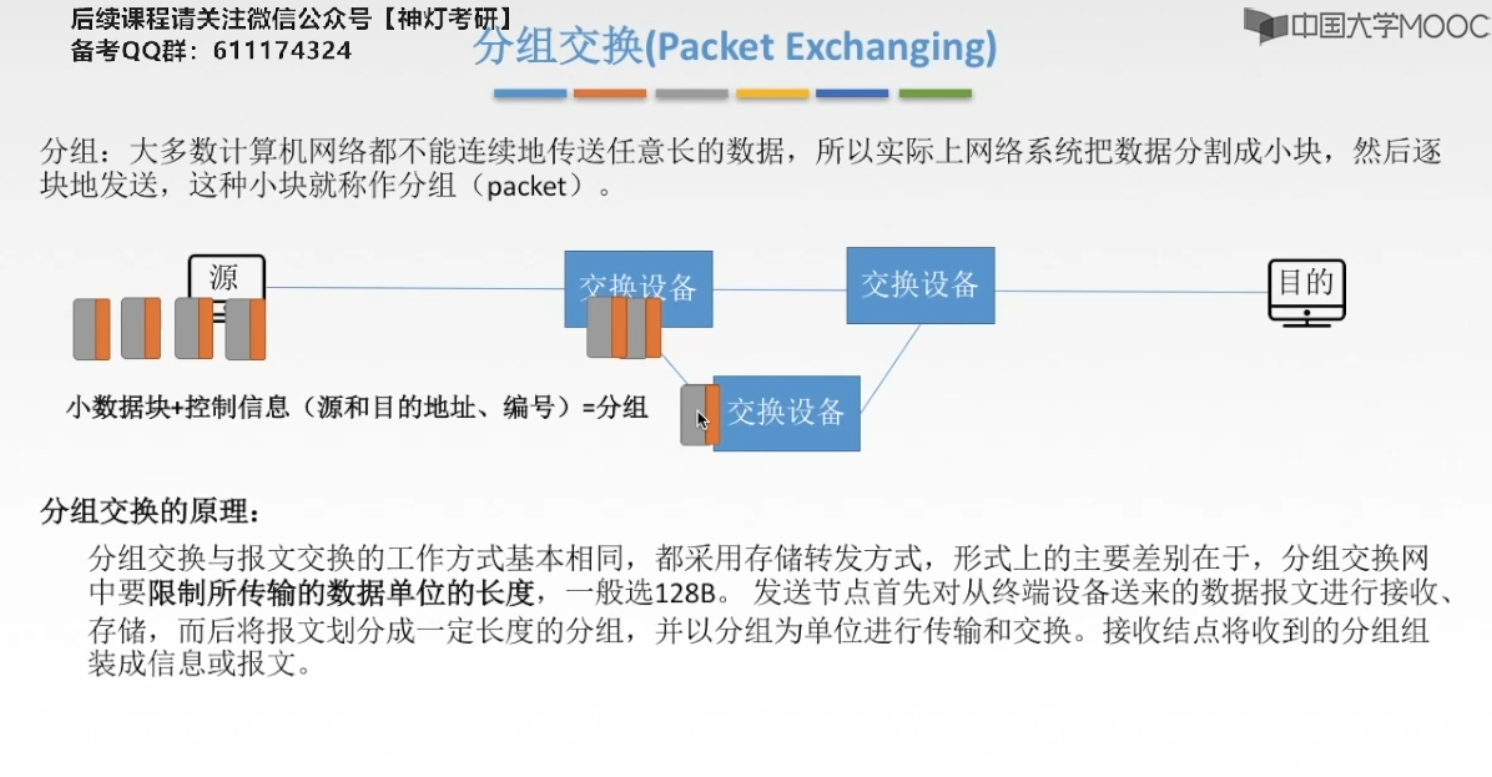 后续课程请关注微信公众号【神灯考研】
备考QQ群：611174324
中国大学MOOC
分组交换(Packet Exchanging)
分组：大多数计算机网络都不能连续地传送任意长的数据，所以实际上网络系统把数据分割成小块，然后逐
块地发送，这种小块就称作分组（packet）。
源
交换设备
交换设备
目的
小数据块+控制信息（源和目的地址、编号）=分组
交换设备
分组交换的原理：
分组交换与报文交换的工作方式基本相同，都采用存储转发方式，形式上的主要差别在于，分组交换网
中要限制所传输的数据单位的长度，一般选128B。 发送节点首先对从终端设备送来的数据报文进行接收、
存储，而后将报文划分成一定长度的分组，并以分组为单位进行传输和交换。接收结点将收到的分组组
装成信息或报文。